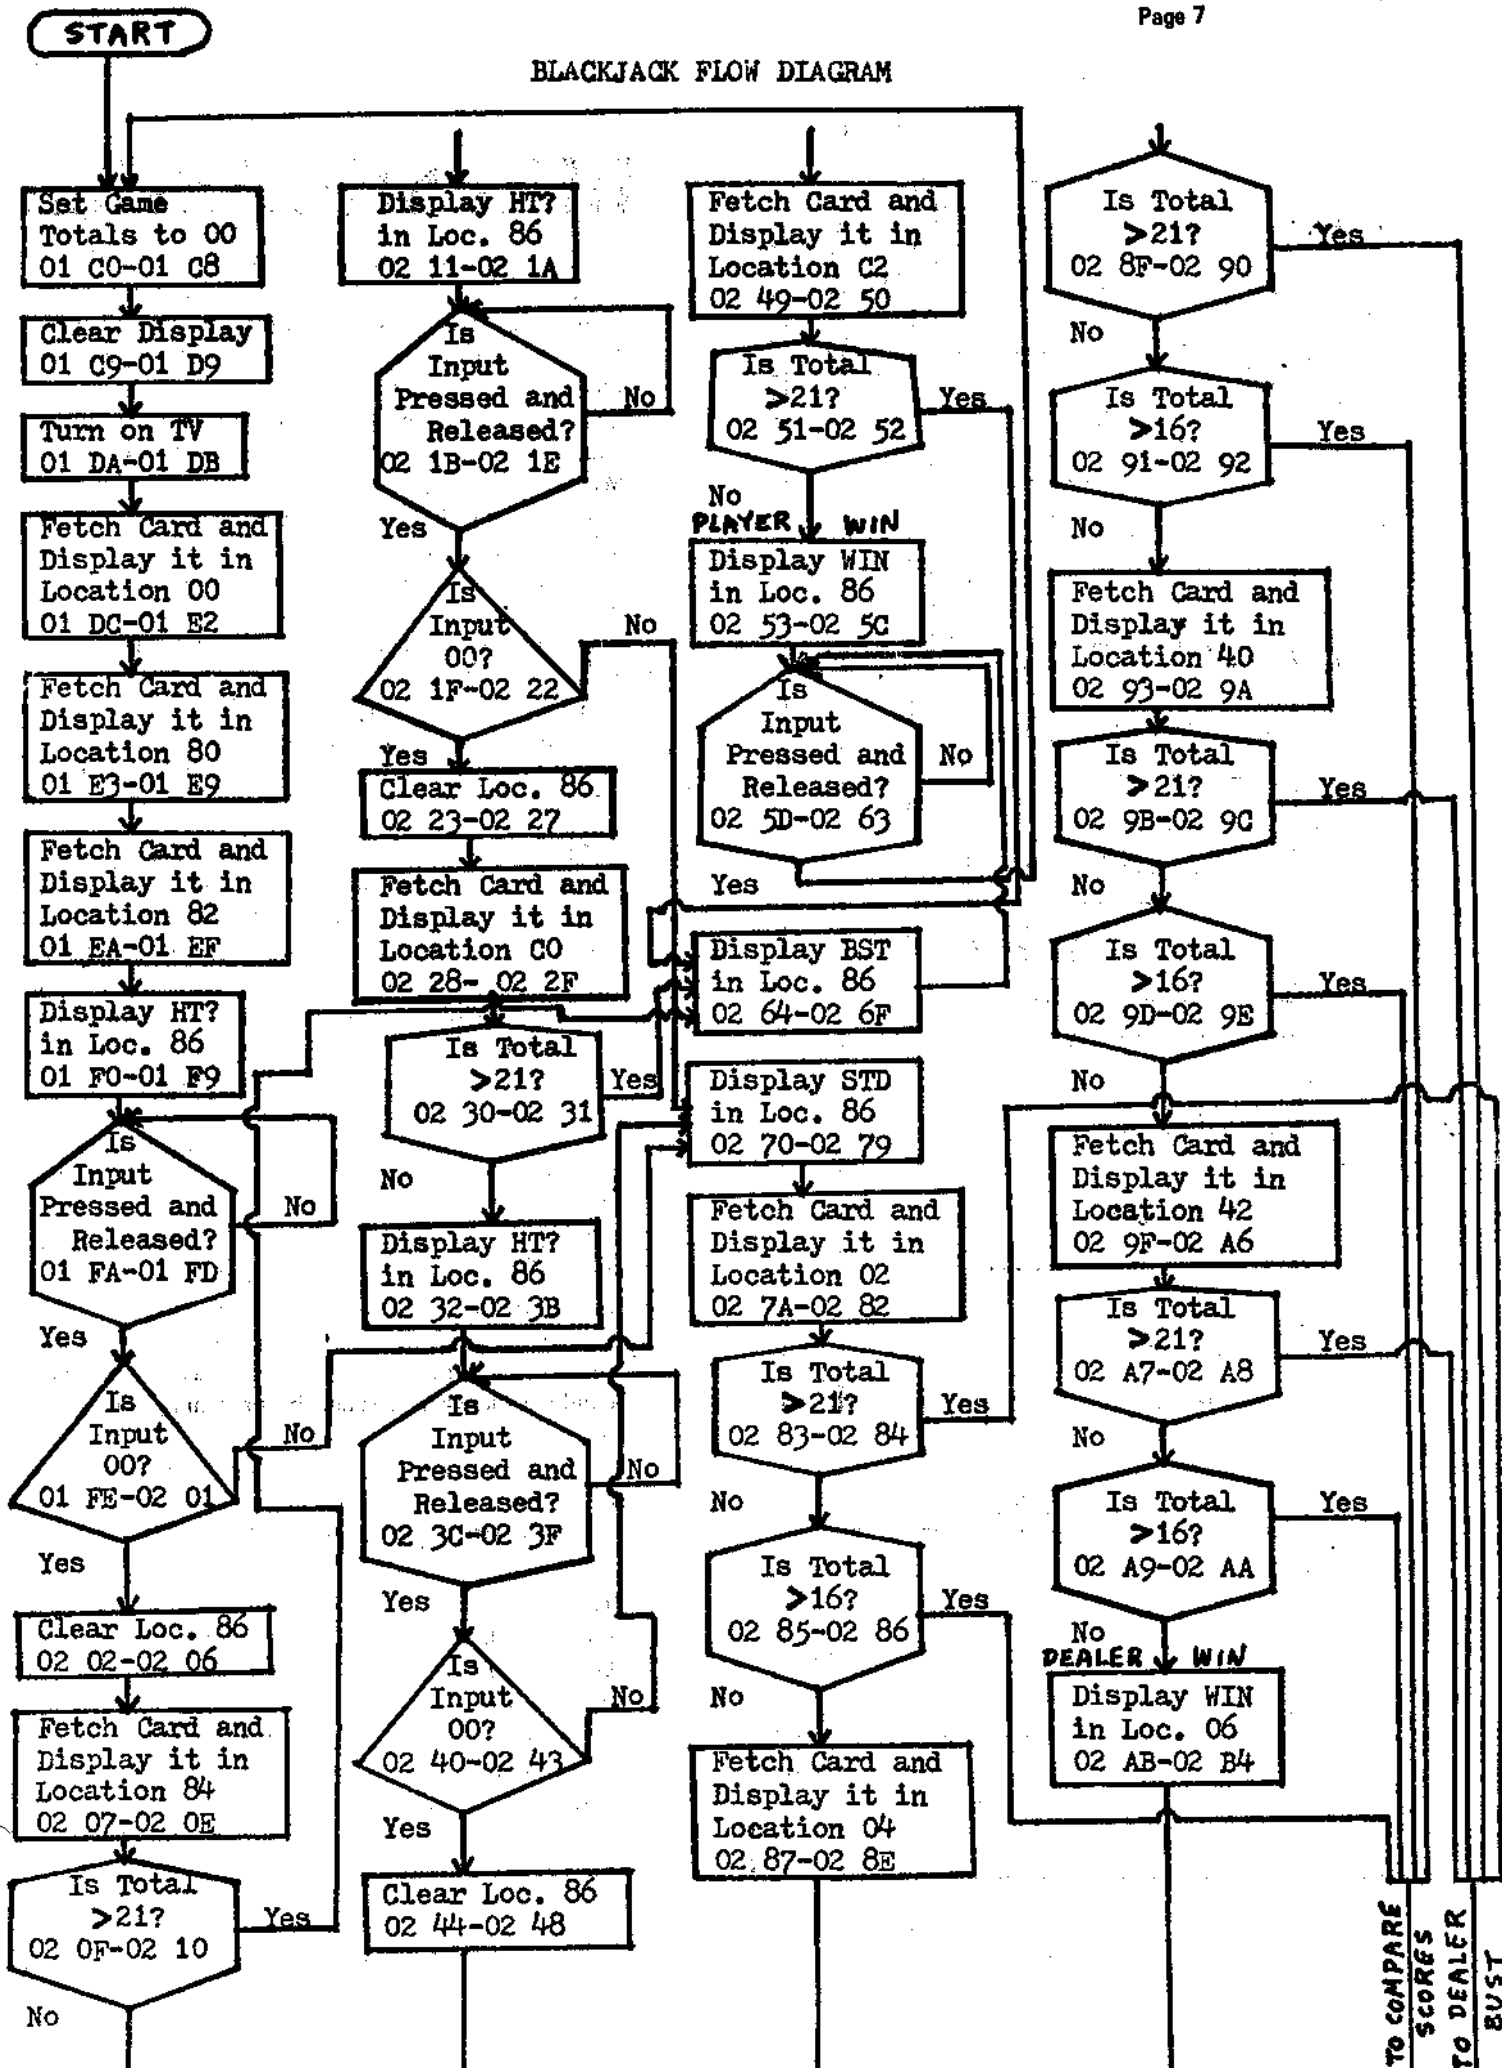 Page 7
START
BLACKJACK FLOW DIAGRAM
Set Game
Totals to 00
01 C0-01 C8
Clear Display
01 C9-01 D9
Turn on TV
01 DA-01 DB
Fetch Card and
Display it in
Location 00
01 DC-01 E2
Fetch Card and
Display it in
Location 80
01 E3-01 E9
Fetch Card and
Display it in
Location 82
01 EA-01 EF
Display HT?
in Loc. 86
01 F0-01 F9
Is
Input
Pressed and
Released?
01 FA-01 FD
No
Yes
Is
Input
00?
01 FE-02 01
No
Yes
Clear Loc. 86
02 02-02 06
Fetch Card and
Display it in
Location 84
02 07-02 0E
Is Total
>21?
02 0F-02 10
Yes
No
Display HT?
in Loc. 86
02 11-02 1A
Is
Input
Pressed and
Released?
02 1B-02 1E
No
Yes
Is
Input
00?
02 1F-02 22
No
Yes
Clear Loc. 86
02 23-02 27
Fetch Card and
Display it in
Location C0
02 28- 02 2F
Is Total
>21?
02 30-02 31
Yes
No
Display HT?
in Loc. 86
02 32-02 3B
Is
Input
Pressed and
Released?
02 3C-02 3F
No
Yes
Is
Input
00?
02 40-02 43
No
Yes
Clear Loc. 86
02 44-02 48
Fetch Card and
Display it in
Location C2
02 49-02 50
Is Total
>21?
02 51-02 52
Yes
No
PLAYER WIN
Display WIN
in Loc. 86
02 53-02 5C
Is
Input
Pressed and
Released?
02 5D-02 63
No
Yes
Display BST
in Loc. 86
02 64-02 6F
Display STD
in Loc. 86
02 70-02 79
Fetch Card and
Display it in
Location 02
02 7A-02 82
Is Total
>21?
02 83-02 84
Yes
No
Is Total
>16?
02 85-02 86
Yes
No
Fetch Card and
Display it in
Location 04
02 87-02 8E
Is Total
>21?
02 8F-02 90
Yes
No
Is Total
>16?
02 91-02 92
Yes
No
Fetch Card and
Display it in
Location 40
02 93-02 9A
Is Total
>21?
02 9B-02 9C
Yes
No
Is Total
>16?
02 9D-02 9E
Yes
No
Fetch Card and
Display it in
Location 42
02 9F-02 A6
Is Total
>21?
02 A7-02 A8
Yes
No
Is Total
>16?
02 A9-02 AA
Yes
No
DEALER WIN
Display WIN
in Loc. 06
02 AB-02 B4
TO COMPARE
SCORES
TO DEALER
BUST